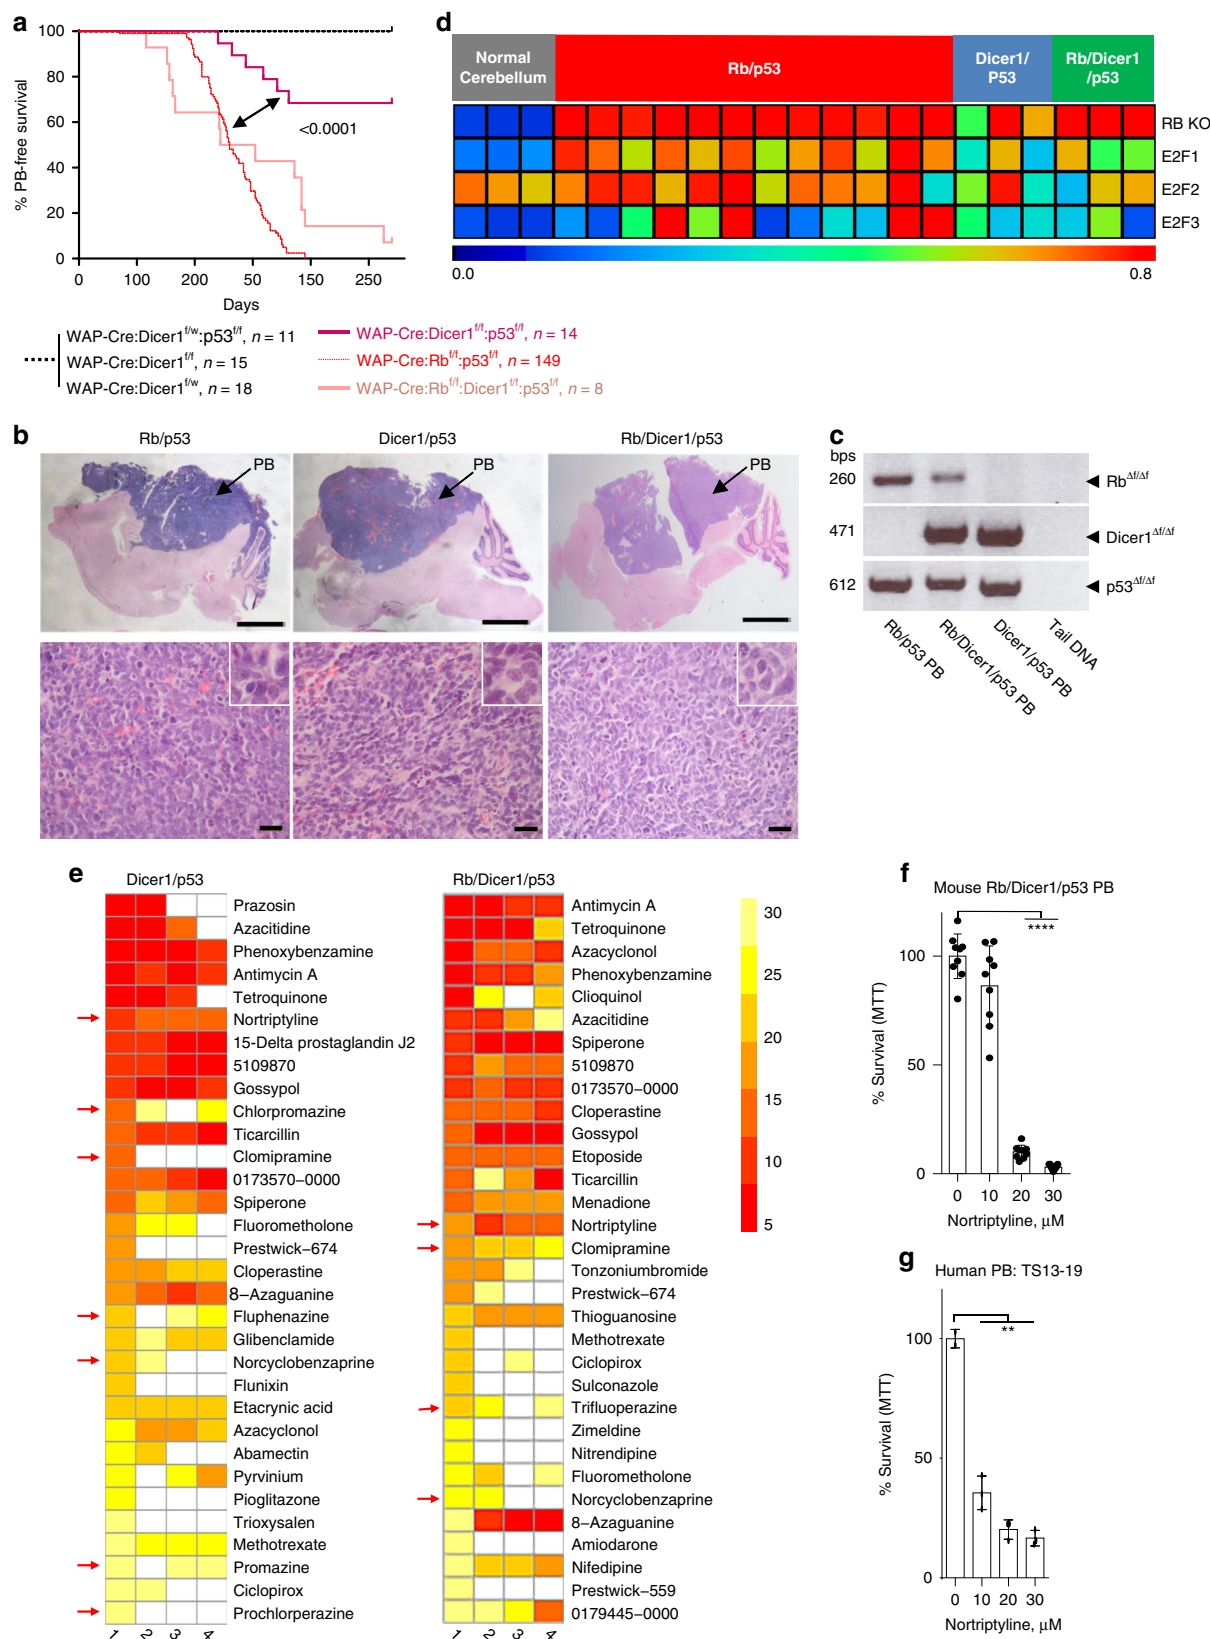 a
% PB-free survival
100
80
60
40
20
0
<0.0001
0 100 200 50 150 250
Days
WAP-Cre:Dicer1f/w:p53f/f, n = 11
WAP-Cre:Dicer1f/f, n = 15
WAP-Cre:Dicer1f/w, n = 18
WAP-Cre:Dicer1f/f:p53f/f, n = 14
WAP-Cre:Rbf/f:p53f/f, n = 149
WAP-Cre:Rbf/f:Dicer1f/f:p53f/f, n = 8
d
Normal Cerebellum
Rb/p53
Dicer1/ P53
Rb/Dicer1 /p53
RB KO
E2F1
E2F2
E2F3
0.0 0.8
b
Rb/p53
Dicer1/p53
Rb/Dicer1/p53
PB
PB
PB
c
bps
260
471
612
RbΔf/Δf
Dicer1Δf/Δf
p53Δf/Δf
Rb/p53 PB
Rb/Dicer1/p53 PB
Dicer1/p53 PB
Tail DNA
e
Dicer1/p53
Prazosin
Azacitidine
Phenoxybenzamine
Antimycin A
Tetroquinone
Nortriptyline
15-Delta prostaglandin J2
5109870
Gossypol
Chlorpromazine
Ticarcillin
Clomipramine
0173570–0000
Spiperone
Fluorometholone
Prestwick–674
Cloperastine
8–Azaguanine
Fluphenazine
Glibenclamide
Norcyclobenzaprine
Flunixin
Etacrynic acid
Azacyclonol
Abamectin
Pyrvinium
Pioglitazone
Trioxysalen
Methotrexate
Promazine
Ciclopirox
Prochlorperazine
1 2 3 4
Rb/Dicer1/p53
Antimycin A
Tetroquinone
Azacyclonol
Phenoxybenzamine
Clioquinol
Azacitidine
Spiperone
5109870
0173570–0000
Cloperastine
Gossypol
Etoposide
Ticarcillin
Menadione
Nortriptyline
Clomipramine
Tonzoniumbromide
Prestwick–674
Thioguanosine
Methotrexate
Ciclopirox
Sulconazole
Trifluoperazine
Zimeldine
Nitrendipine
Fluorometholone
Norcyclobenzaprine
8–Azaguanine
Amiodarone
Nifedipine
Prestwick–559
0179445–0000
1 2 3 4
30
25
20
15
10
5
f
Mouse Rb/Dicer1/p53 PB
****
% Survival (MTT)
100
50
0
0 10 20 30
Nortriptyline, μM
g
Human PB: TS13-19
**
% Survival (MTT)
100
50
0
0 10 20 30
Nortriptyline, μM